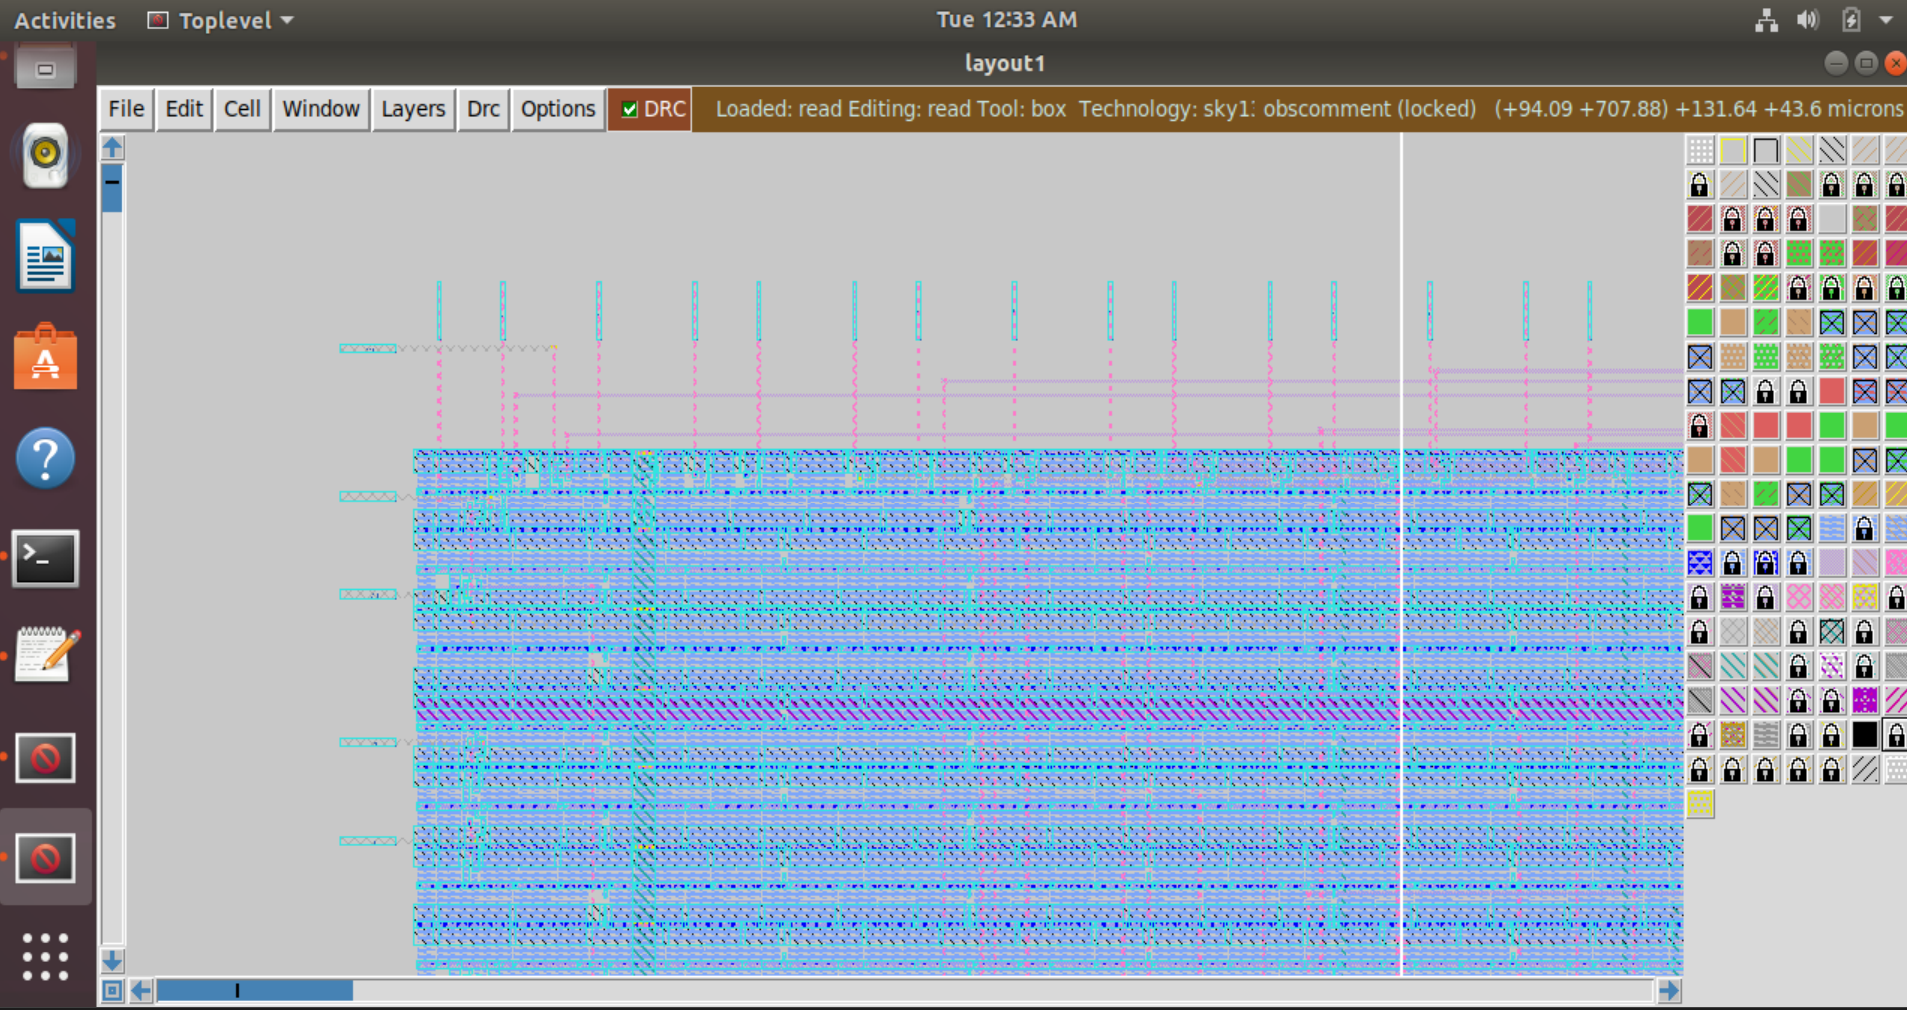 Activities Toplevel Tue 12:33 AM
layout1
File Edit Cell Window Layers Drc Options DRC Loaded: read Editing: read Tool: box Technology: sky1: obscomment (locked) (+94.09 +707.88) +131.64 +43.6 microns